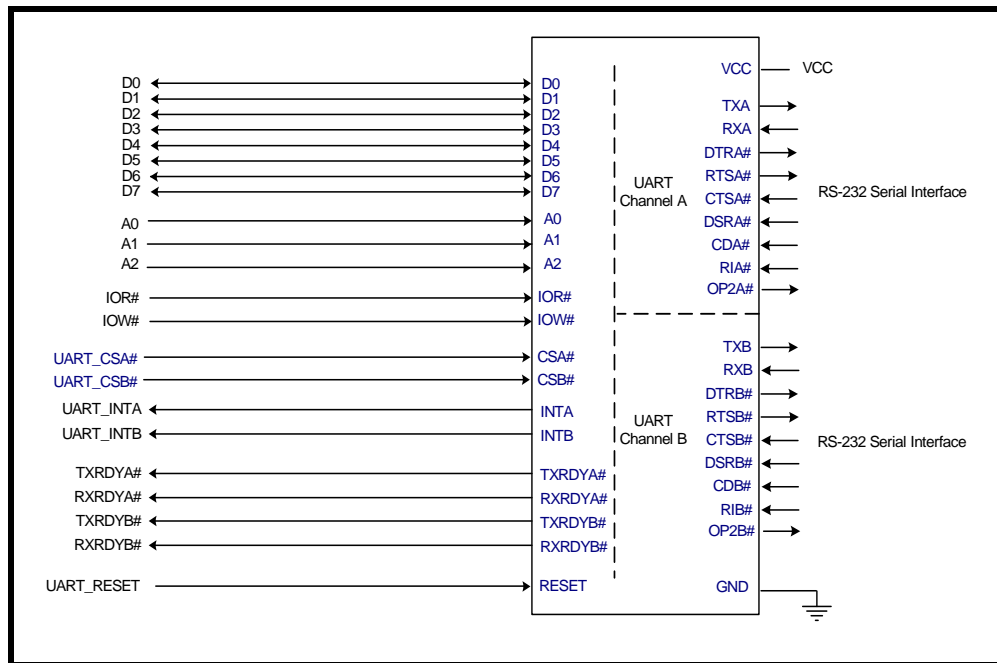 D0
D1
D2
D3
D4
D5
D6
D7
A0
A1
A2
IOR#
IOW#
UART_CSA#
UART_CSB#
UART_INTA
UART_INTB
TXRDYA#
RXRDYA#
TXRDYB#
RXRDYB#
UART_RESET
D0
D1
D2
D3
D4
D5
D6
D7
A0
A1
A2
IOR#
IOW#
CSA#
CSB#
INTA
INTB
TXRDYA#
RXRDYA#
TXRDYB#
RXRDYB#
RESET
UART
Channel A
UART
Channel B
VCC
TXA
RXA
DTRA#
RTSA#
CTSA#
DSRA#
CDA#
RIA#
OP2A#
TXB
RXB
DTRB#
RTSB#
CTSB#
DSRB#
CDB#
RIB#
OP2B#
GND
VCC
RS-232 Serial Interface
RS-232 Serial Interface